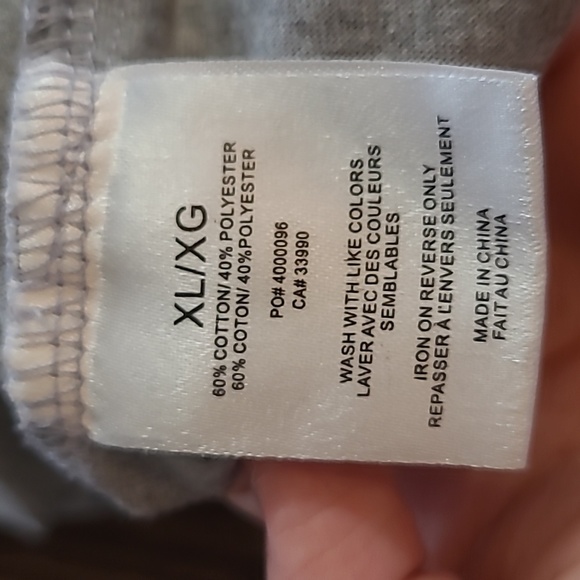 XL/XG
60% COTTON/ 40% POLYESTER
60% COTON/ 40%POLYESTER
PO# 4000096
CA# 33990
WASH WITH LIKE COLORS
LAVER AVEC DES COULEURS
SEMBLABLES
IRON ON REVERSE ONLY
REPASSER À L'ENVERS SEULEMENT
MADE IN CHINA
FAIT AU CHINA